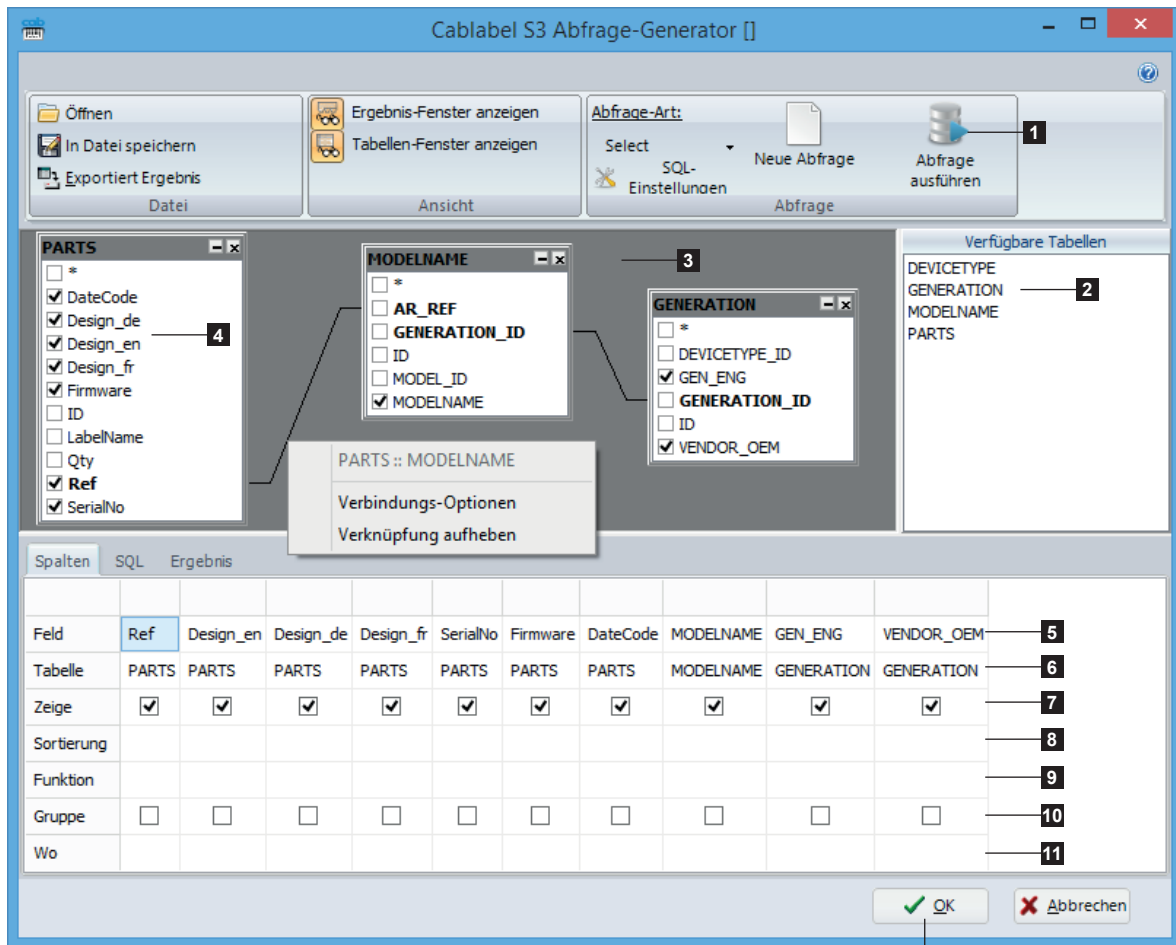 cab
Cablabel S3 Abfrage-Generator []
Öffnen
In Datei speichern
Exportiert Ergebnis
Datei
Ergebnis-Fenster anzeigen
Tabellen-Fenster anzeigen
Ansicht
Abfrage-Art:
Select
SQL-
Einstellungen
Neue Abfrage
Abfrage
ausführen
Abfrage
1
PARTS
*
DateCode
Design_de
Design_en
Design_fr
Firmware
ID
LabelName
Qty
Ref
SerialNo
4
MODELNAME
*
AR_REF
GENERATION_ID
ID
MODEL_ID
MODELNAME
3
GENERATION
*
DEVICETYPE_ID
GEN_ENG
GENERATION_ID
ID
VENDOR_OEM
Verfügbare Tabellen
DEVICETYPE
GENERATION
MODELNAME
PARTS
2
PARTS :: MODELNAME
Verbindungs-Optionen
Verknüpfung aufheben
Spalten SQL Ergebnis
Feld Ref Design_en Design_de Design_fr SerialNo Firmware DateCode MODELNAME GEN_ENG VENDOR_OEM 5
Tabelle PARTS PARTS PARTS PARTS PARTS PARTS PARTS MODELNAME GENERATION GENERATION 6
Zeige 7
Sortierung 8
Funktion 9
Gruppe 10
Wo 11
OK
Abbrechen